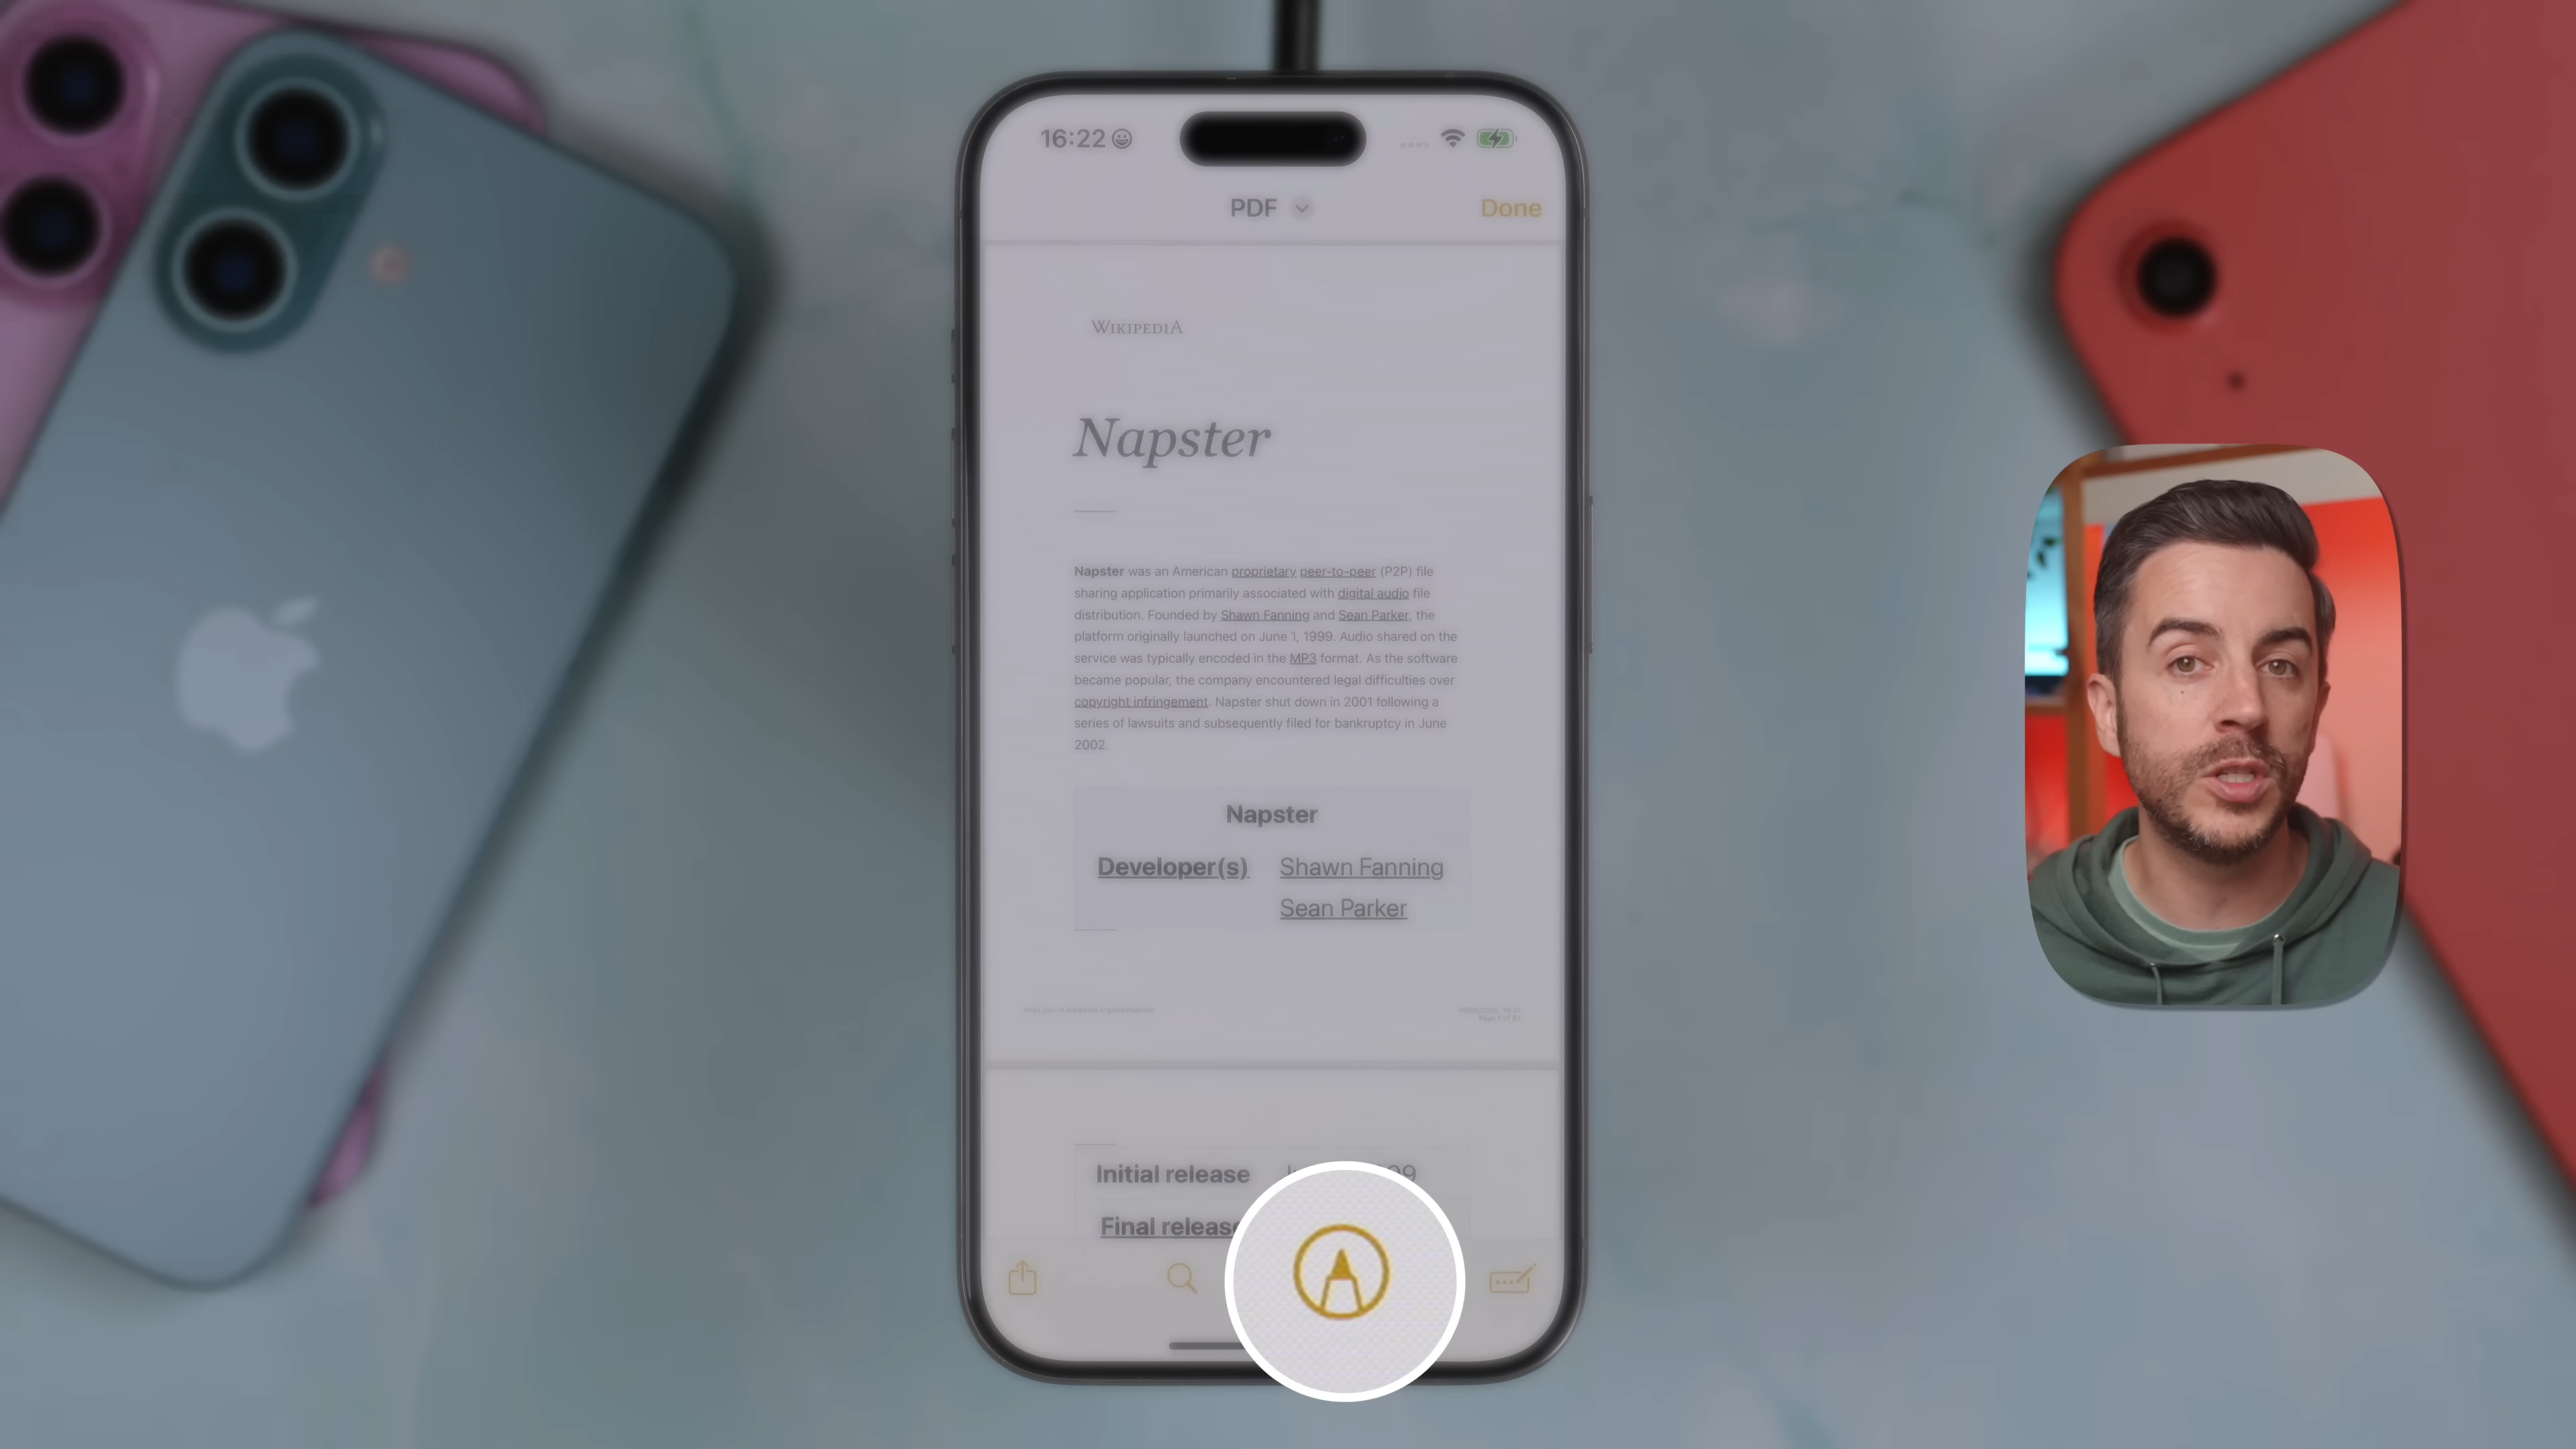 16:22
PDF
Done
WIKIPEDIA
Napster
Napster was an American proprietary peer-to-peer (P2P) file
sharing application primarily associated with digital audio file
distribution. Founded by Shawn Fanning and Sean Parker, the
platform originally launched on June 1, 1999. Audio shared on the
service was typically encoded in the MP3 format. As the software
became popular, the company encountered legal difficulties over
copyright infringement. Napster shut down in 2001 following a
series of lawsuits and subsequently filed for bankruptcy in June
2002.
Napster
Developer(s) Shawn Fanning
Sean Parker
Initial release
Final release